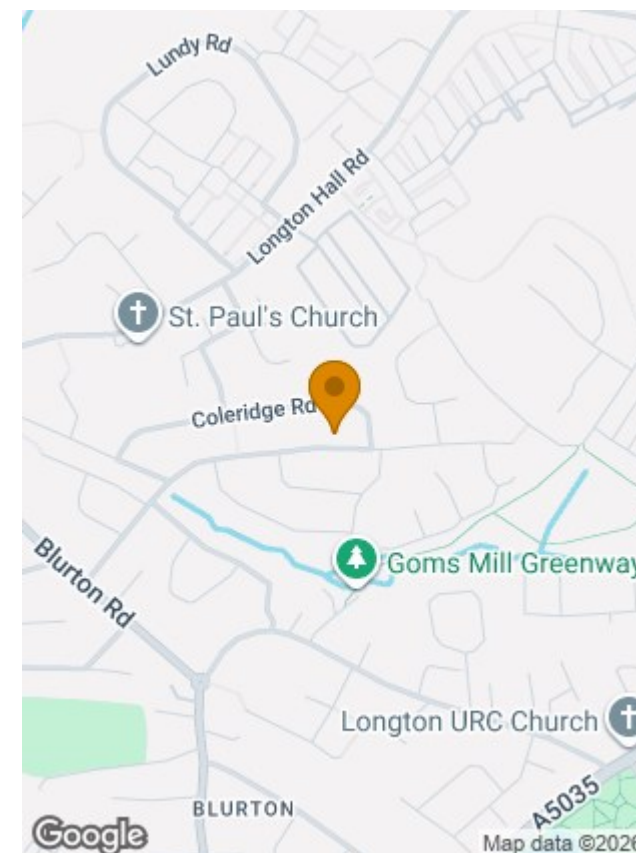 Lundy Rd
Longton Hall Rd
St. Paul's Church
Coleridge Rd
Blurton Rd
Goms Mill Greenway
Longton URC Church
BLURTON
A5035
Google
Map data ©2026